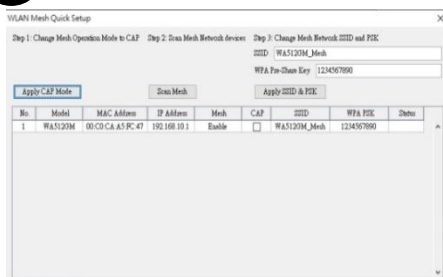 WLAN Mesh Quick Setup
Step 1: Change Mesh Operation Mode to CAP Step 2: Scan Mesh Network devices Step 3: Change Mesh Network SSID and PSK
SSID WA5120M_Mesh
WPA Pre-Share Key 1234567890
Apply CAP Mode Scan Mesh Apply SSID & PSK
No. Model MAC Address IP Address Mesh CAP SSID WPA PSK Status
1 WA5120M 00:C0:CA:A5:FC:47 192.168.10.1 Enable WA5120M_Mesh 1234567890